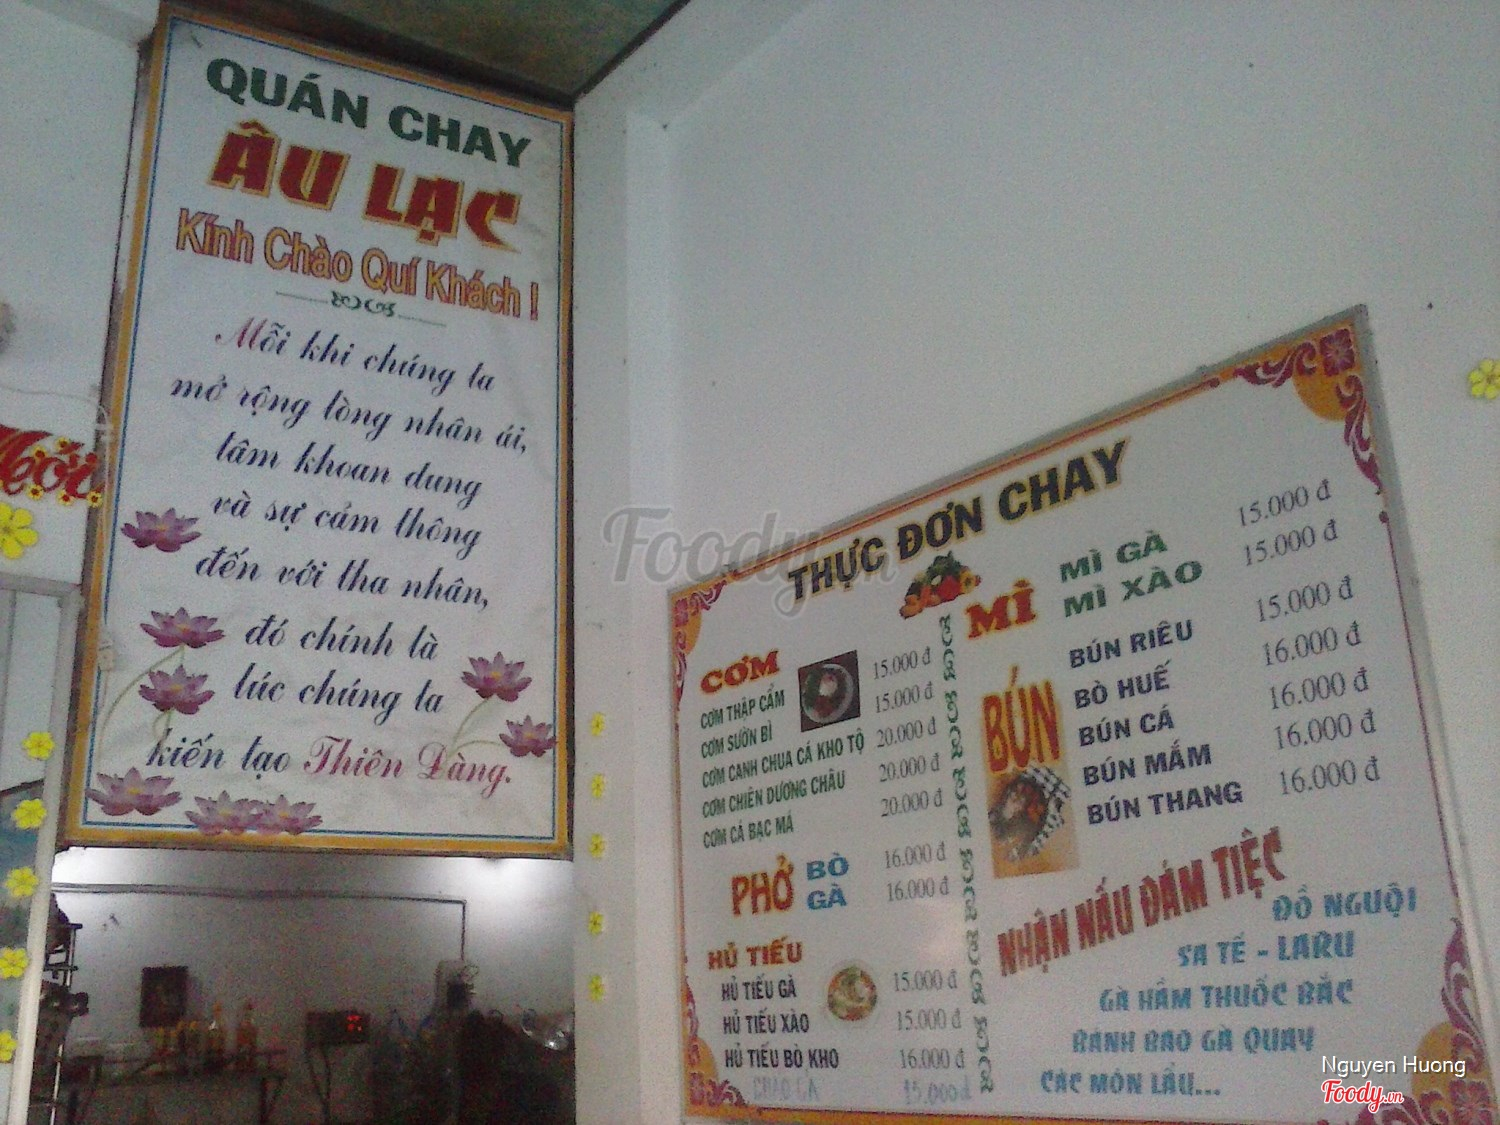 QUÁN CHAY
ÂU LẠC
Kính Chào Quí Khách !
Mỗi khi chúng ta
mở rộng lòng nhân ái,
tâm khoan dung
và sự cảm thông
đến với tha nhân,
đó chính là
lúc chúng ta
kiến tạo Thiên Đàng.
Mới
Foody.vn
THỰC ĐƠN CHAY
CƠM
CƠM THẬP CẨM 15.000 đ
CƠM SƯỜN BÌ 15.000 đ
CƠM CANH CHUA CÁ KHO TỘ 20.000 đ
CƠM CHIÊN DƯƠNG CHÂU 20.000 đ
CƠM CÁ BẠC MÁ 20.000 đ
PHỞ
BÒ 16.000 đ
GÀ 16.000 đ
HỦ TIẾU
HỦ TIẾU GÀ 15.000 đ
HỦ TIẾU XÀO 15.000 đ
HỦ TIẾU BÒ KHO 16.000 đ
CHÁO GÀ 15.000 đ
MÌ
MÌ GÀ 15.000 đ
MÌ XÀO 15.000 đ
BÚN
BÚN RIÊU 15.000 đ
BÒ HUẾ 16.000 đ
BÚN CÁ 16.000 đ
BÚN MẮM 16.000 đ
BÚN THANG 16.000 đ
NHẬN NẤU ĐÁM TIỆC
ĐỒ NGUỘI
SA TẾ - LARU
GÀ HẦM THUỐC BẮC
BÁNH BAO GÀ QUAY
CÁC MÓN LẨU...
Nguyen Huong
Foody.vn